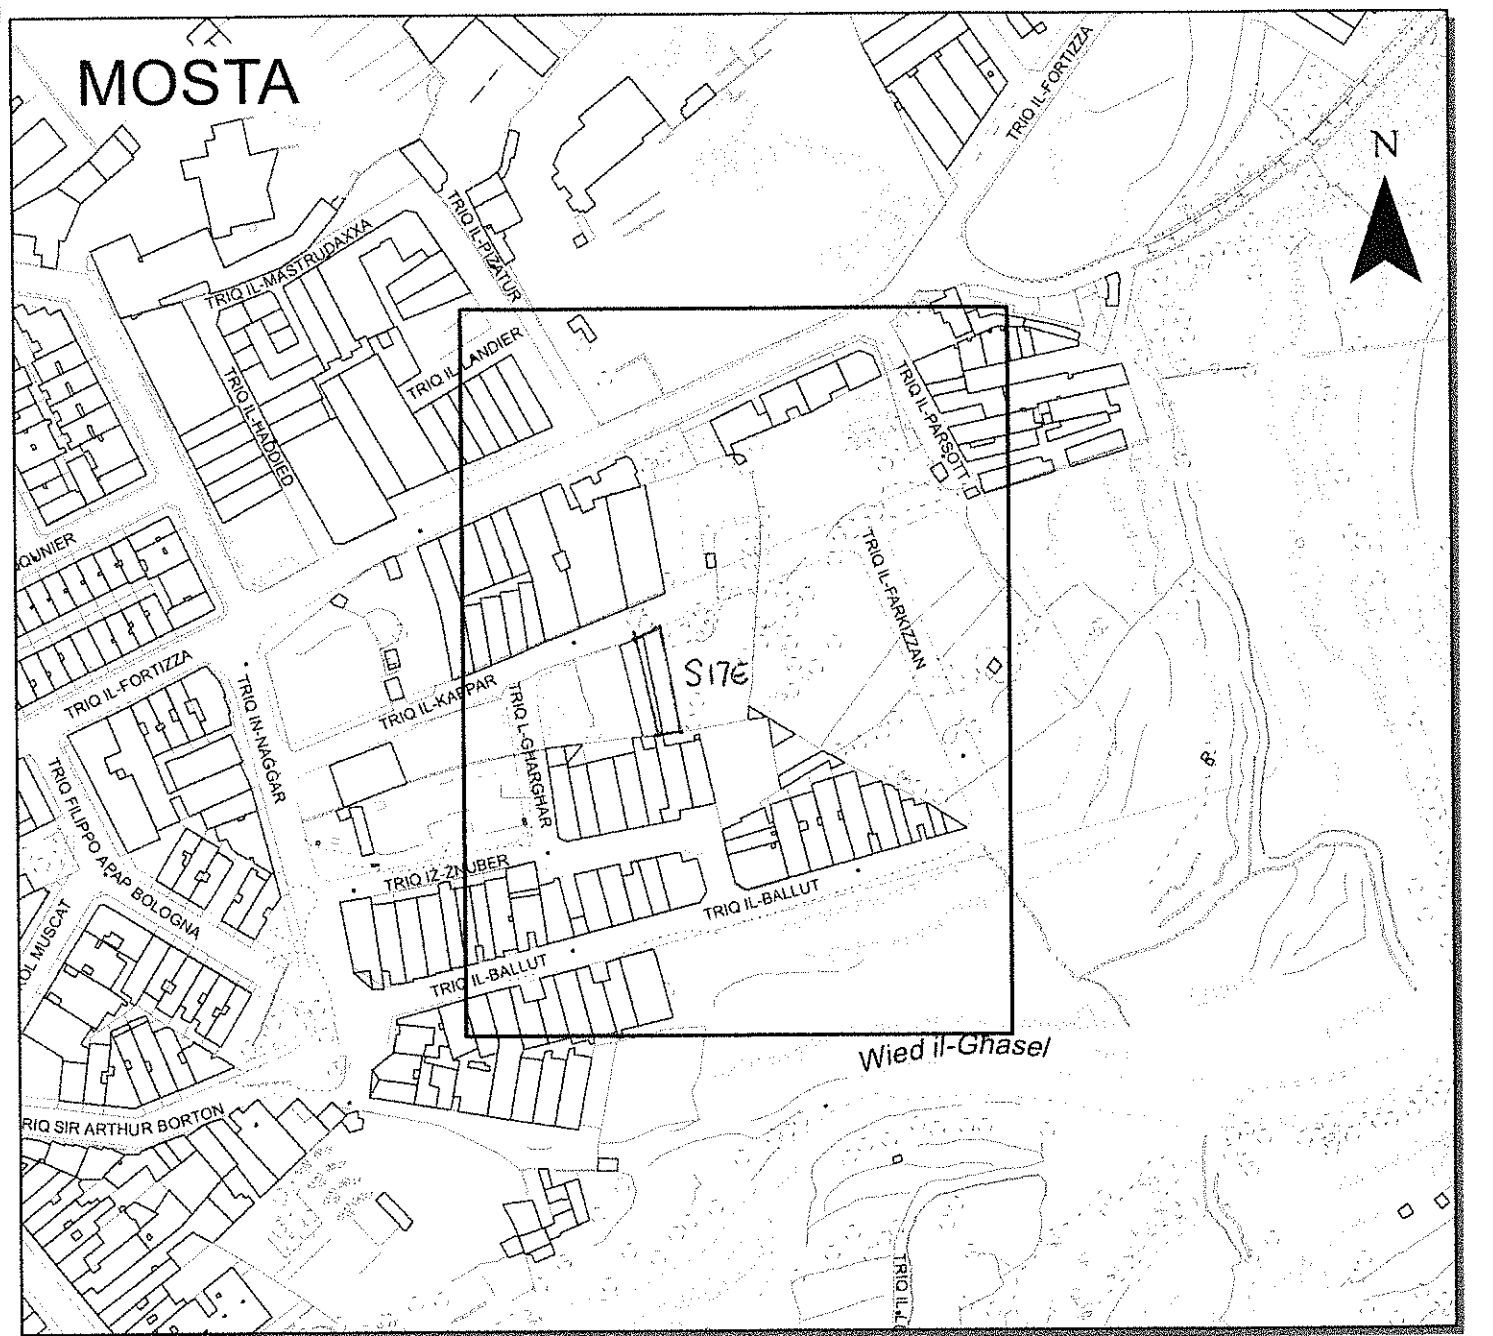 MOSTA
N
TRIQ IL-FORTIZZA
TRIQ IL-PIZATUR
TRIQ IL-MASTRUDAXXA
TRIQ IL-LANDIER
TRIQ IL-HADDIED
TRIQ IL-PARSOTT
TRIQ IL-FARKIZZAN
TRIQ IL-FORTIZZA
TRIQ IN-NAGGAR
TRIQ IL-KAPPAR
S17E
TRIQ L-GHARGHAR
TRIQ FILIPPO APAP BOLOGNA
TRIQ IZ-ZNUBER
TRIQ IL-BALLUT
TRIQ IL-BALLUT
OL MUSCAT
Wied il-Ghasel
RIQ SIR ARTHUR BORTON